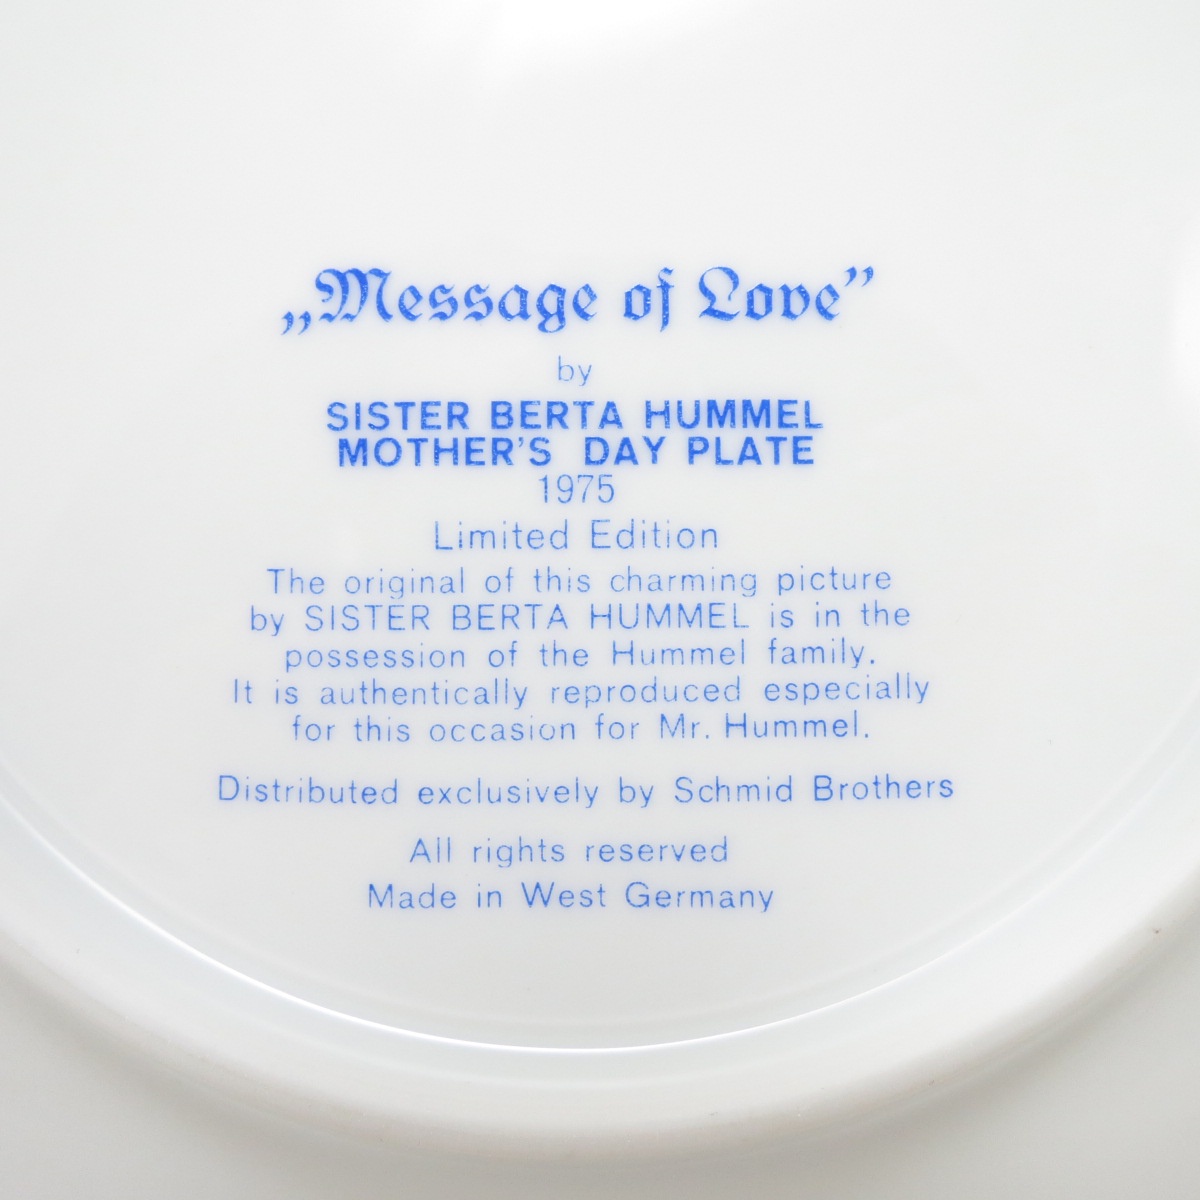 „Message of Love”
by
SISTER BERTA HUMMEL
MOTHER'S DAY PLATE
1975
Limited Edition
The original of this charming picture
by SISTER BERTA HUMMEL is in the
possession of the Hummel family.
It is authentically reproduced especially
for this occasion for Mr. Hummel.
Distributed exclusively by Schmid Brothers
All rights reserved
Made in West Germany